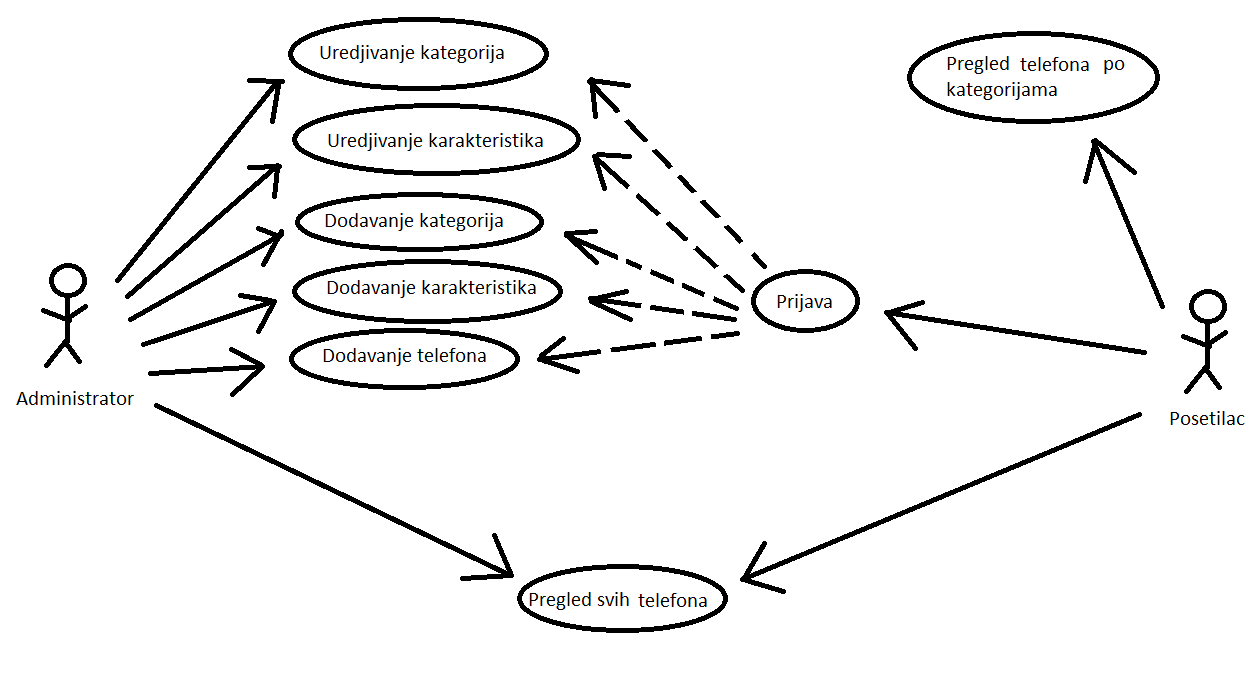 Uredjivanje kategorija
Pregled telefona po
kategorijama
Uredjivanje karakteristika
Dodavanje kategorija
Dodavanje karakteristika
Prijava
Dodavanje telefona
Administrator
Posetilac
Pregled svih telefona